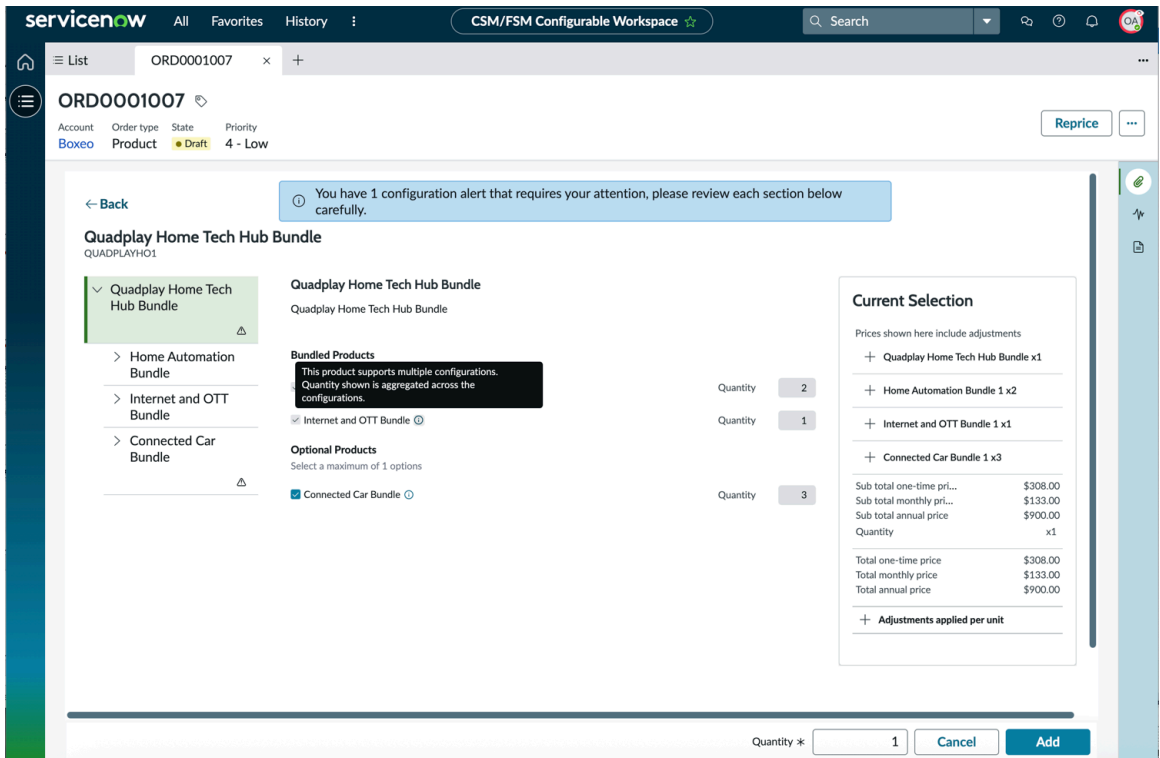 servicenow All Favorites History CSM/FSM Configurable Workspace Search OA
List ORD0001007
ORD0001007
Account Order type State Priority
Boxeo Product Draft 4 - Low
Reprice
You have 1 configuration alert that requires your attention, please review each section below
carefully.
Back
Quadplay Home Tech Hub Bundle
QUADPLAYHO1
Quadplay Home Tech
Hub Bundle
Home Automation
Bundle
Internet and OTT
Bundle
Connected Car
Bundle
Quadplay Home Tech Hub Bundle
Quadplay Home Tech Hub Bundle
Bundled Products
This product supports multiple configurations.
Quantity shown is aggregated across the
configurations.
Quantity 2
Internet and OTT Bundle Quantity 1
Optional Products
Select a maximum of 1 options
Connected Car Bundle Quantity 3
Current Selection
Prices shown here include adjustments
Quadplay Home Tech Hub Bundle x1
Home Automation Bundle 1 x2
Internet and OTT Bundle 1 x1
Connected Car Bundle 1 x3
Sub total one-time pri... $308.00
Sub total monthly pri... $133.00
Sub total annual price $900.00
Quantity x1
Total one-time price $308.00
Total monthly price $133.00
Total annual price $900.00
Adjustments applied per unit
Quantity * 1 Cancel Add